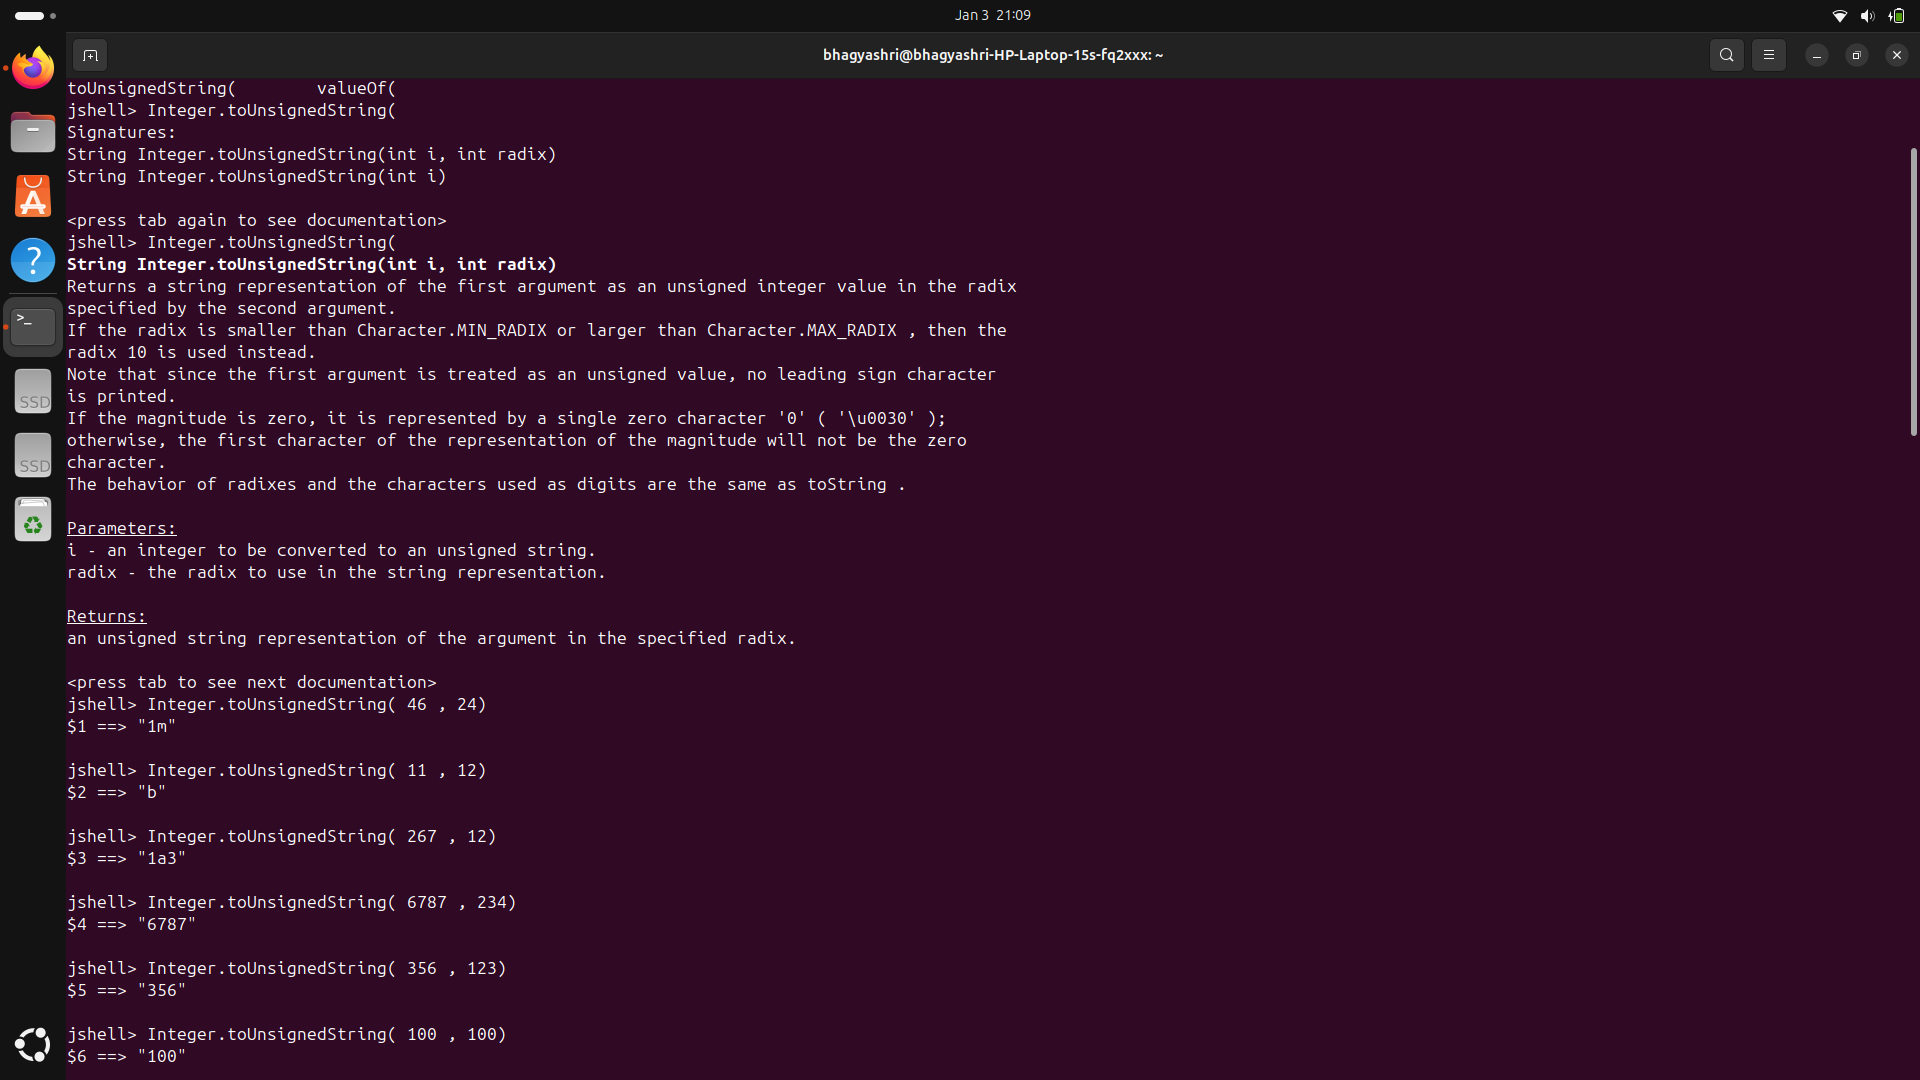 Jan 3 21:09
bhagyashri@bhagyashri-HP-Laptop-15s-fq2xxx: ~
toUnsignedString(        valueOf(
jshell> Integer.toUnsignedString(
Signatures:
String Integer.toUnsignedString(int i, int radix)
String Integer.toUnsignedString(int i)
<press tab again to see documentation>
jshell> Integer.toUnsignedString(
String Integer.toUnsignedString(int i, int radix)
Returns a string representation of the first argument as an unsigned integer value in the radix
specified by the second argument.
If the radix is smaller than Character.MIN_RADIX or larger than Character.MAX_RADIX , then the
radix 10 is used instead.
Note that since the first argument is treated as an unsigned value, no leading sign character
is printed.
If the magnitude is zero, it is represented by a single zero character '0' ( '\u0030' );
otherwise, the first character of the representation of the magnitude will not be the zero
character.
The behavior of radixes and the characters used as digits are the same as toString .
Parameters:
i - an integer to be converted to an unsigned string.
radix - the radix to use in the string representation.
Returns:
an unsigned string representation of the argument in the specified radix.
<press tab to see next documentation>
jshell> Integer.toUnsignedString( 46 , 24)
$1 ==> "1m"
jshell> Integer.toUnsignedString( 11 , 12)
$2 ==> "b"
jshell> Integer.toUnsignedString( 267 , 12)
$3 ==> "1a3"
jshell> Integer.toUnsignedString( 6787 , 234)
$4 ==> "6787"
jshell> Integer.toUnsignedString( 356 , 123)
$5 ==> "356"
jshell> Integer.toUnsignedString( 100 , 100)
$6 ==> "100"
A
?
>_
SSD
SSD